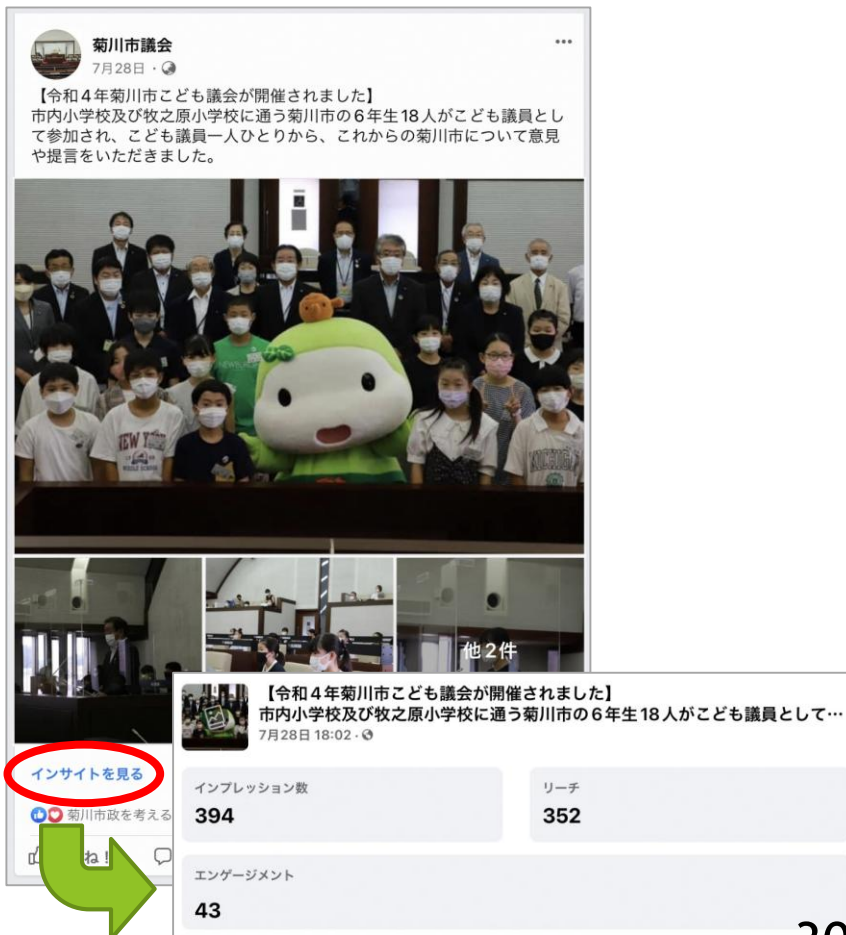 菊川市議会
7月28日・
【令和4年菊川市こども議会が開催されました】
市内小学校及び牧之原小学校に通う菊川市の6年生18人がこども議員とし
て参加され、こども議員一人ひとりから、これからの菊川市について意見
や提言をいただきました。
NEW YORK
他2件
インサイトを見る
菊川市政を考える
ね！
【令和4年菊川市こども議会が開催されました】
市内小学校及び牧之原小学校に通う菊川市の6年生18人がこども議員として…
7月28日 18:02・
インプレッション数
394
リーチ
352
エンゲージメント
43